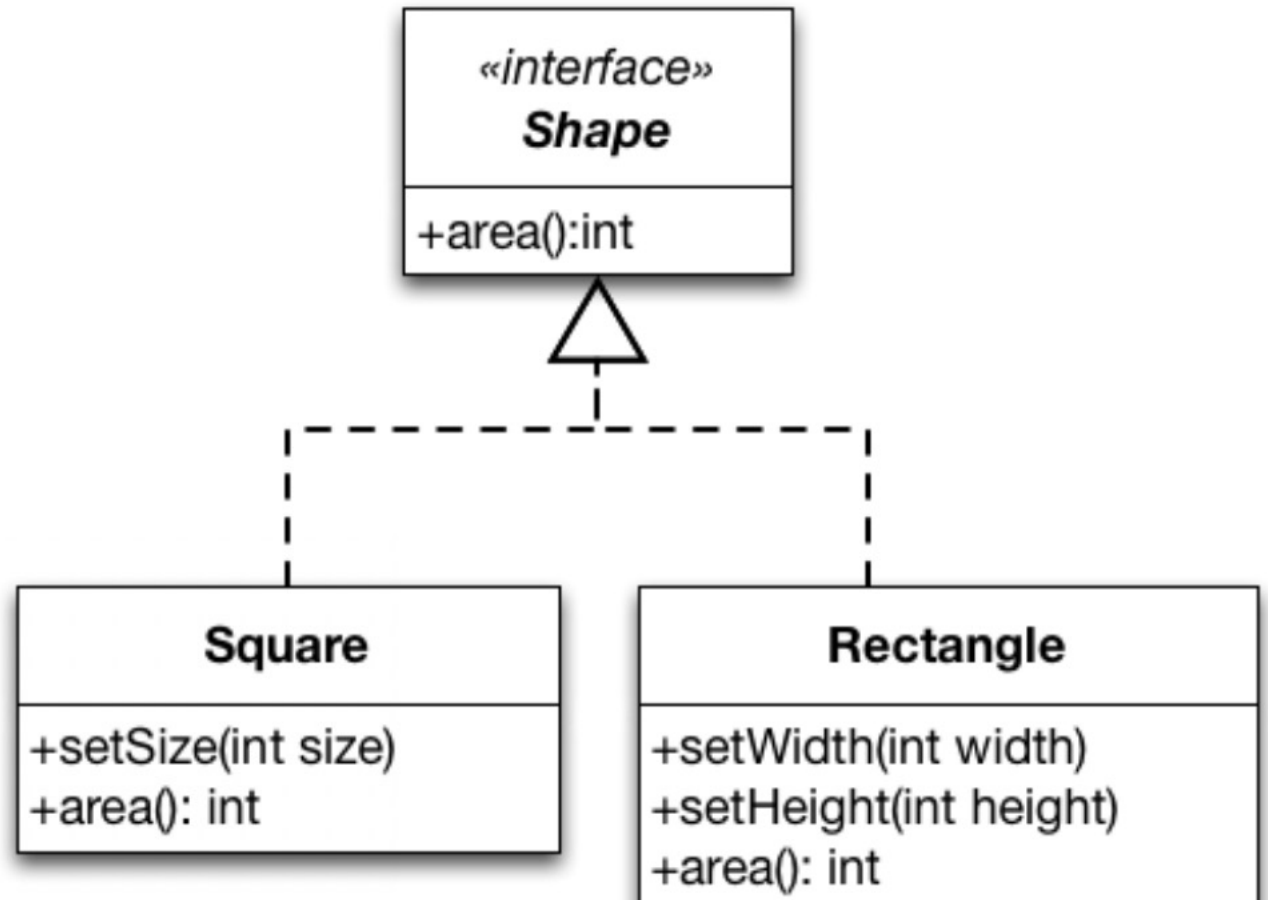 «interface»
Shape
+area():int
Square
+setSize(int size)
+area(): int
Rectangle
+setWidth(int width)
+setHeight(int height)
+area(): int